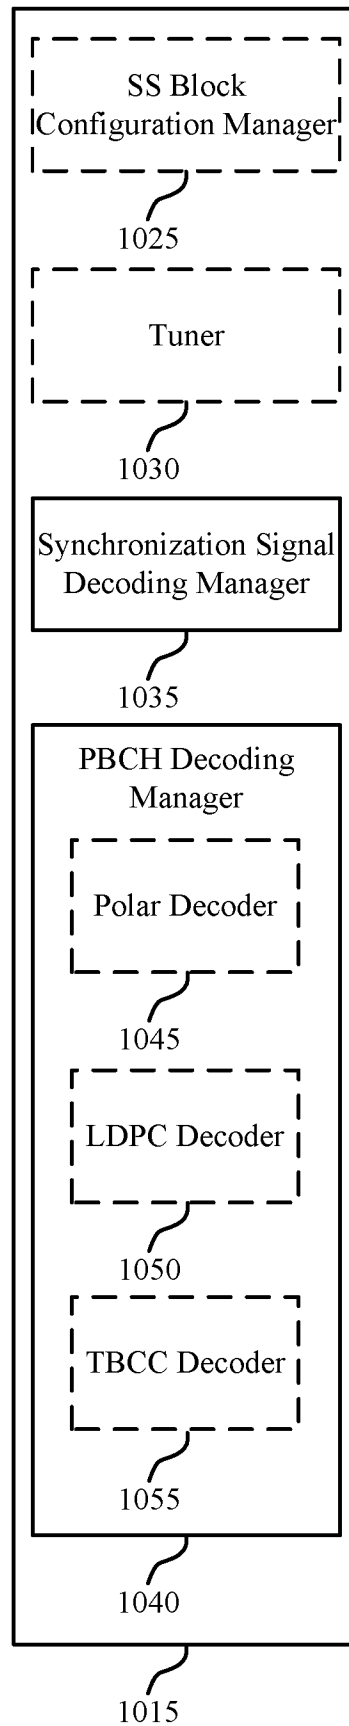 SS Block
Configuration Manager
1025
Tuner
1030
Synchronization Signal
Decoding Manager
1035
PBCH Decoding
Manager
Polar Decoder
1045
LDPC Decoder
1050
TBCC Decoder
1055
1040
1015